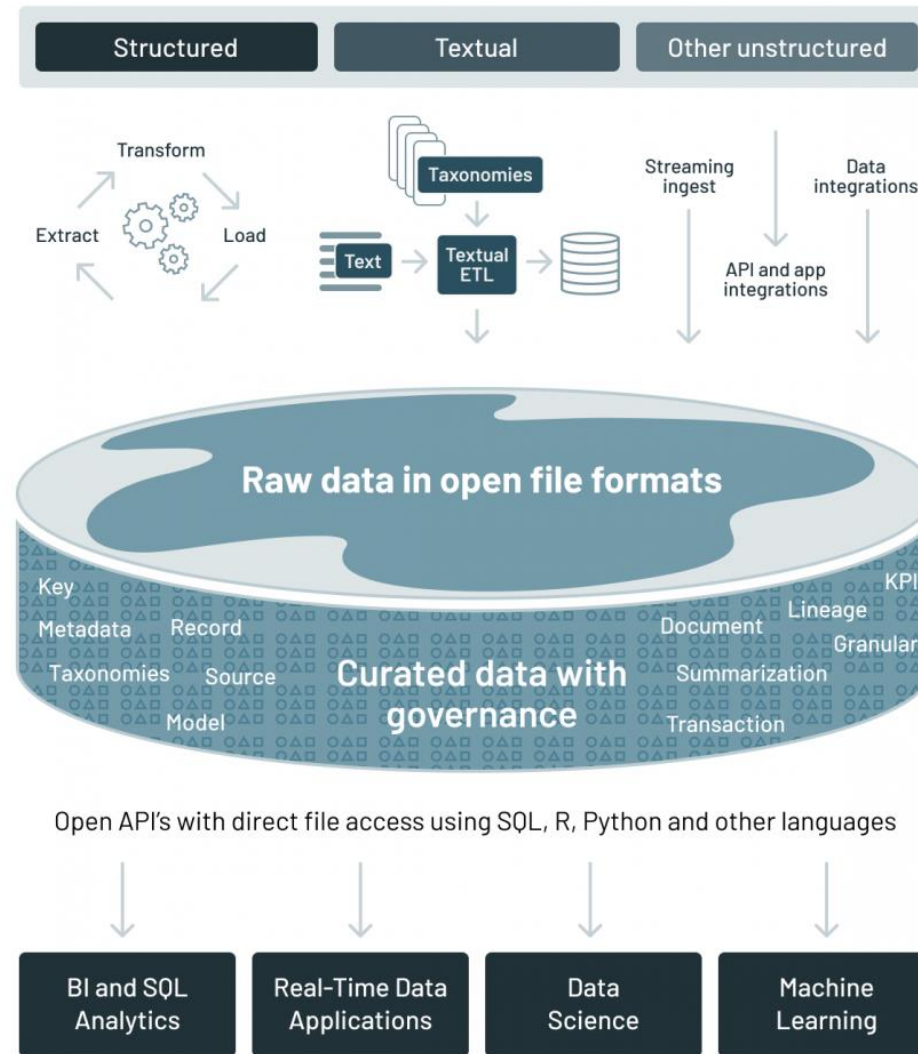 Structured
Textual
Other unstructured
Transform
Extract
Load
Taxonomies
Text
Textual
ETL
Streaming
ingest
API and app
integrations
Data
integrations
Raw data in open file formats
Key
Metadata
Record
Taxonomies
Source
Model
Curated data with
governance
Document
Lineage
KPI
Granular
Summarization
Transaction
Open API's with direct file access using SQL, R, Python and other languages
BI and SQL
Analytics
Real-Time Data
Applications
Data
Science
Machine
Learning